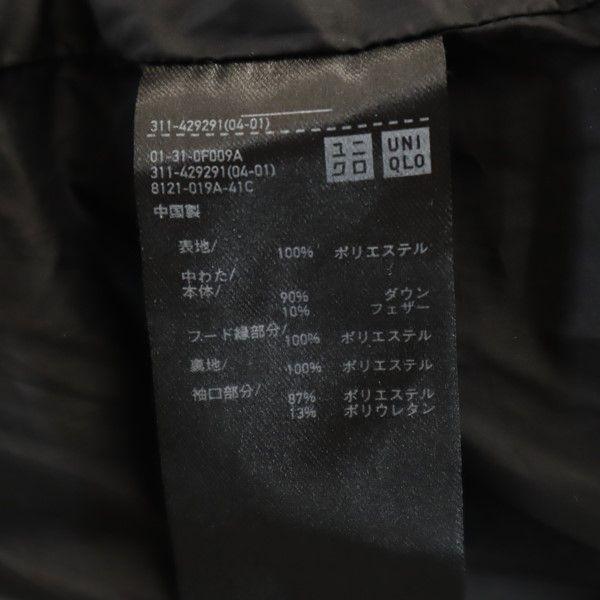 311-429291(04-01)
01-31-0F009A
311-429291(04-01)
8121-019A-41C
ユニ
クロ
UNI
QLO
中国製
表地/ 100% ポリエステル
中わた/
本体/ 90% ダウン
10% フェザー
フード縁部分/ 100% ポリエステル
裏地/ 100% ポリエステル
袖口部分/ 87% ポリエステル
13% ポリウレタン